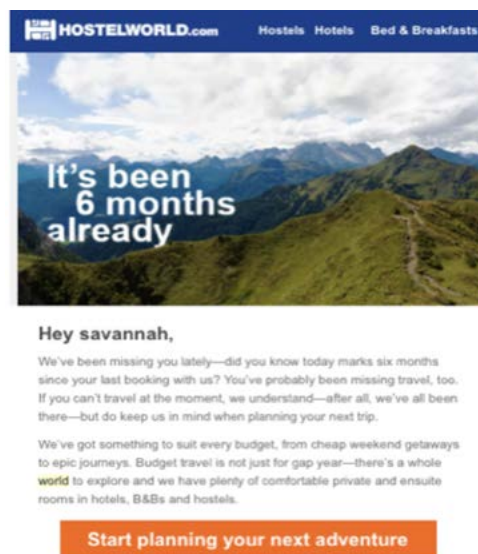 HOSTELWORLD.com Hostels Hotels Bed & Breakfasts
It's been
6 months
already
Hey savannah,
We've been missing you lately—did you know today marks six months
since your last booking with us? You've probably been missing travel, too.
If you can't travel at the moment, we understand—after all, we've all been
there—but do keep us in mind when planning your next trip.
We've got something to suit every budget, from cheap weekend getaways
to epic journeys. Budget travel is not just for gap year—there's a whole
world to explore and we have plenty of comfortable private and ensuite
rooms in hotels, B&Bs and hostels.
Start planning your next adventure